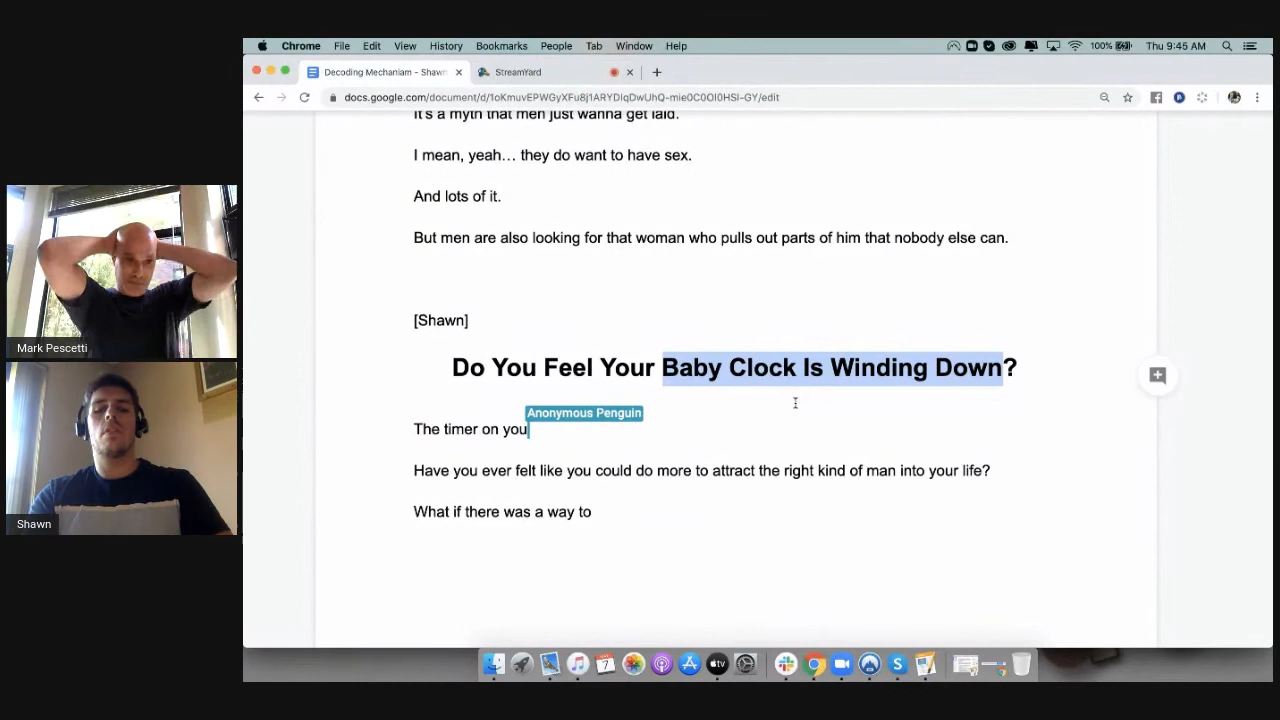 Chrome File Edit View History Bookmarks People Tab Window Help 100% Thu 9:45 AM
Decoding Mechaniam - Shawn StreamYard
docs.google.com/document/d/1oKmuvEPWGyXFu8j1ARYDIqDwUhQ-mie0C0OI0HSI-GY/edit
It's a myth that men just wanna get laid.
I mean, yeah… they do want to have sex.
And lots of it.
But men are also looking for that woman who pulls out parts of him that nobody else can.
[Shawn]
Do You Feel Your Baby Clock Is Winding Down?
Anonymous Penguin
The timer on you
Have you ever felt like you could do more to attract the right kind of man into your life?
What if there was a way to
Mark Pescetti
Shawn
7
tv